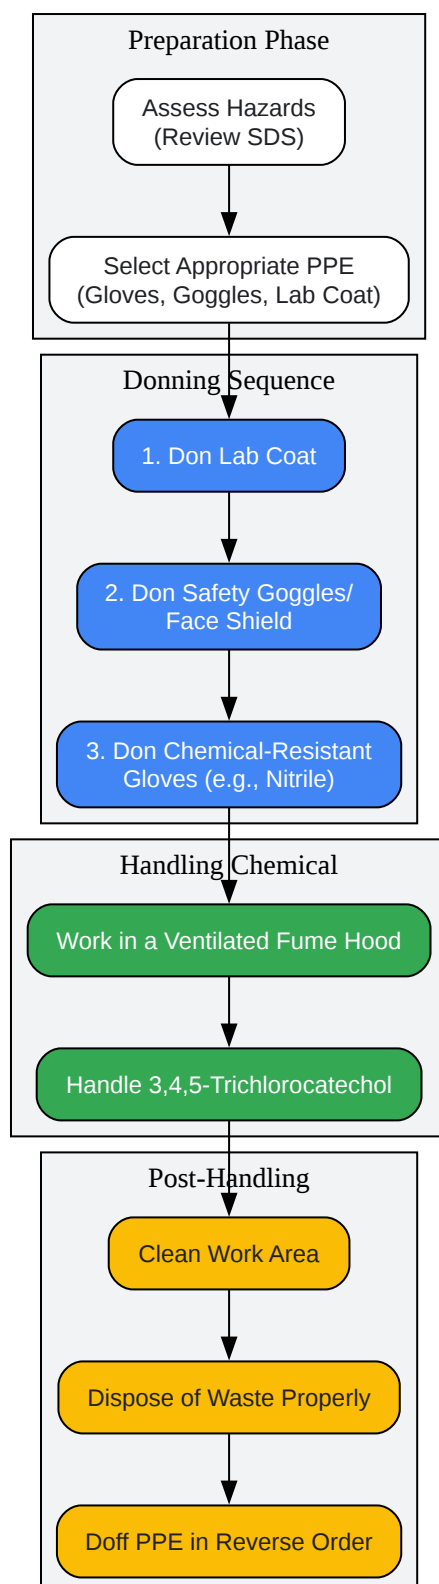 Preparation Phase
Assess Hazards
(Review SDS)
Select Appropriate PPE
(Gloves, Goggles, Lab Coat)
Donning Sequence
1. Don Lab Coat
2. Don Safety Goggles/
Face Shield
3. Don Chemical-Resistant
Gloves (e.g., Nitrile)
Handling Chemical
Work in a Ventilated Fume Hood
Handle 3,4,5-Trichlorocatechol
Post-Handling
Clean Work Area
Dispose of Waste Properly
Doff PPE in Reverse Order